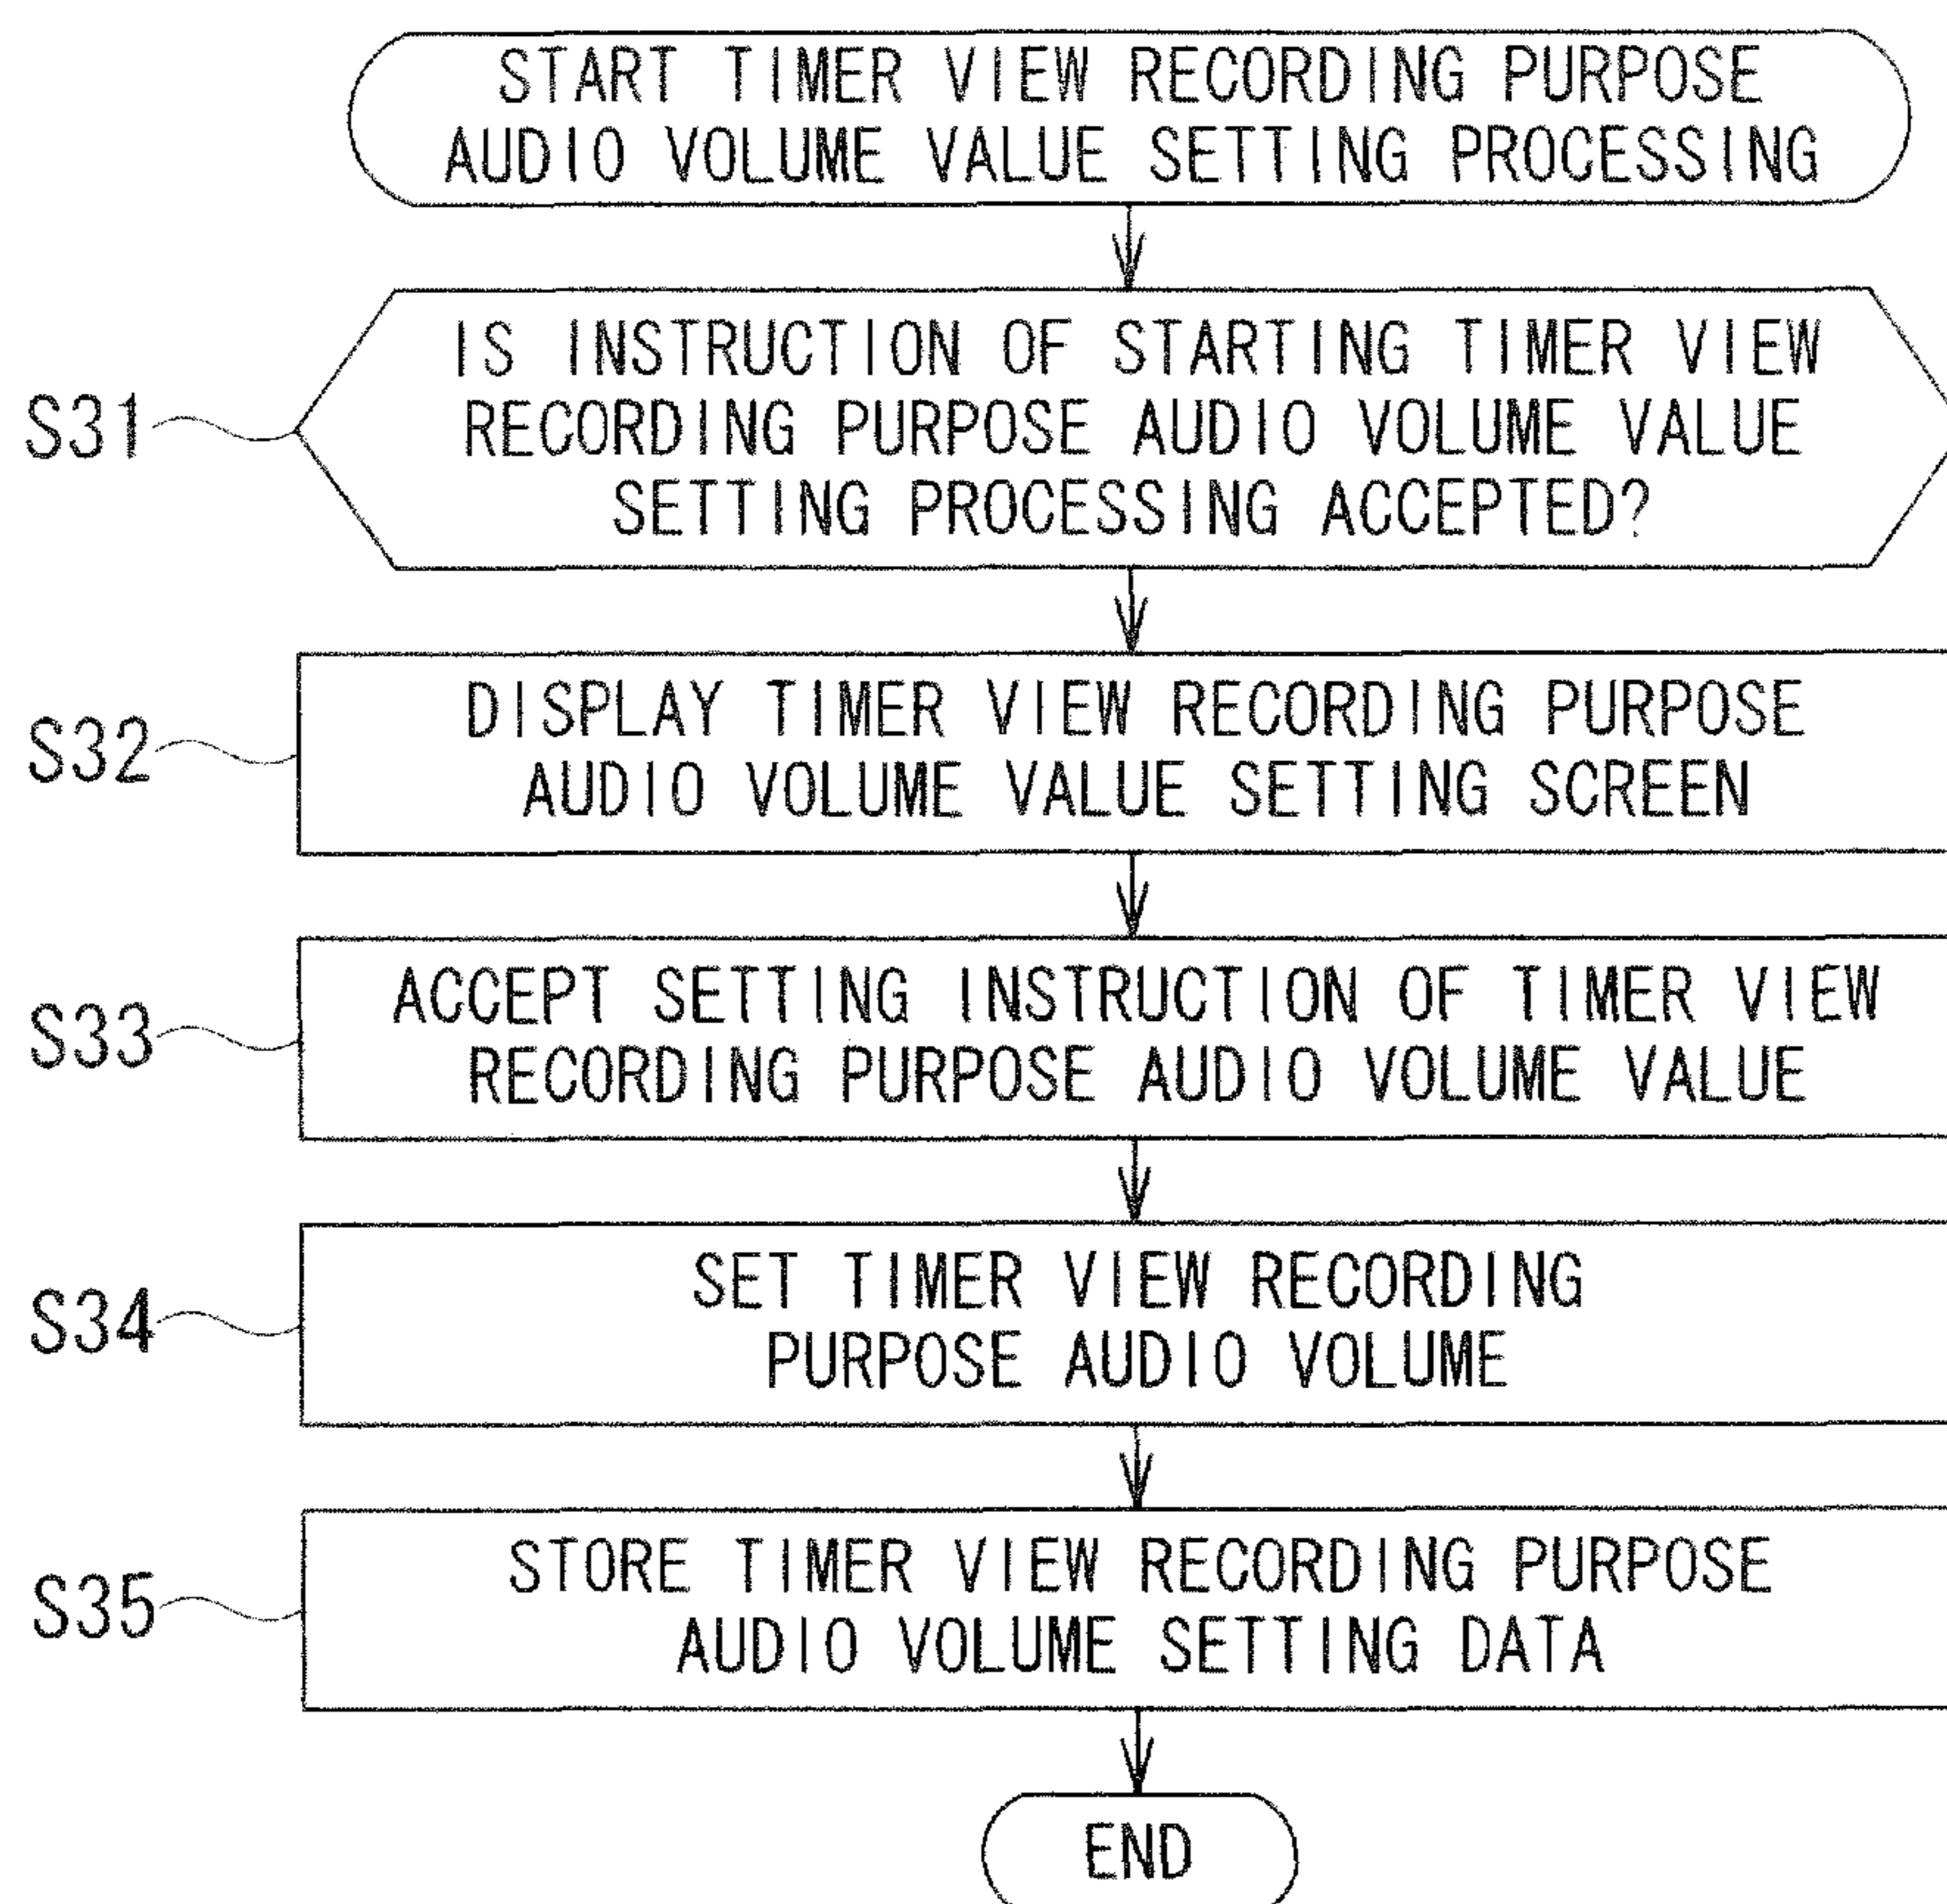 START TIMER VIEW RECORDING PURPOSE
AUDIO VOLUME VALUE SETTING PROCESSING
S31
IS INSTRUCTION OF STARTING TIMER VIEW
RECORDING PURPOSE AUDIO VOLUME VALUE
SETTING PROCESSING ACCEPTED?
S32
DISPLAY TIMER VIEW RECORDING PURPOSE
AUDIO VOLUME VALUE SETTING SCREEN
S33
ACCEPT SETTING INSTRUCTION OF TIMER VIEW
RECORDING PURPOSE AUDIO VOLUME VALUE
S34
SET TIMER VIEW RECORDING
PURPOSE AUDIO VOLUME
S35
STORE TIMER VIEW RECORDING PURPOSE
AUDIO VOLUME SETTING DATA
END